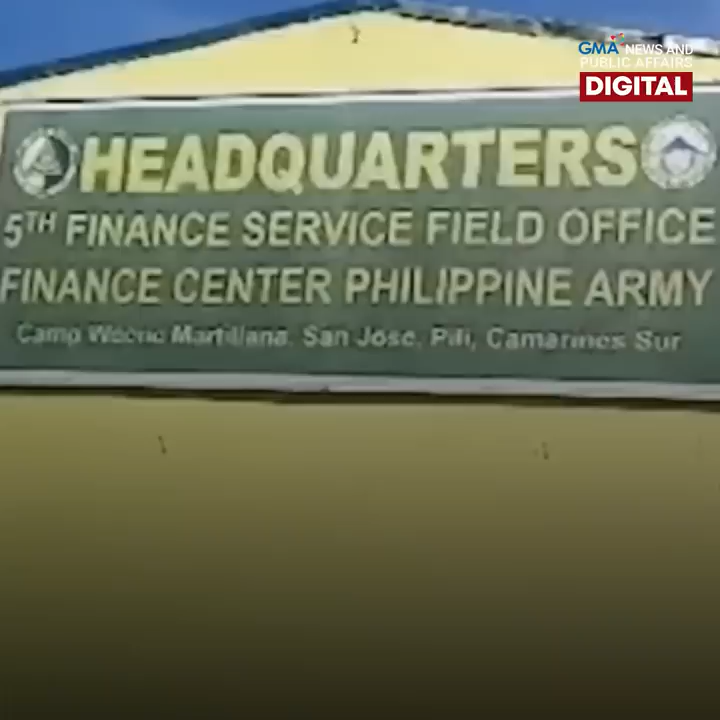 GMA NEWS AND
PUBLIC AFFAIRS
DIGITAL
HEADQUARTERS
5TH FINANCE SERVICE FIELD OFFICE
FINANCE CENTER PHILIPPINE ARMY
Camp San Jose, Pili, Camarines Sur